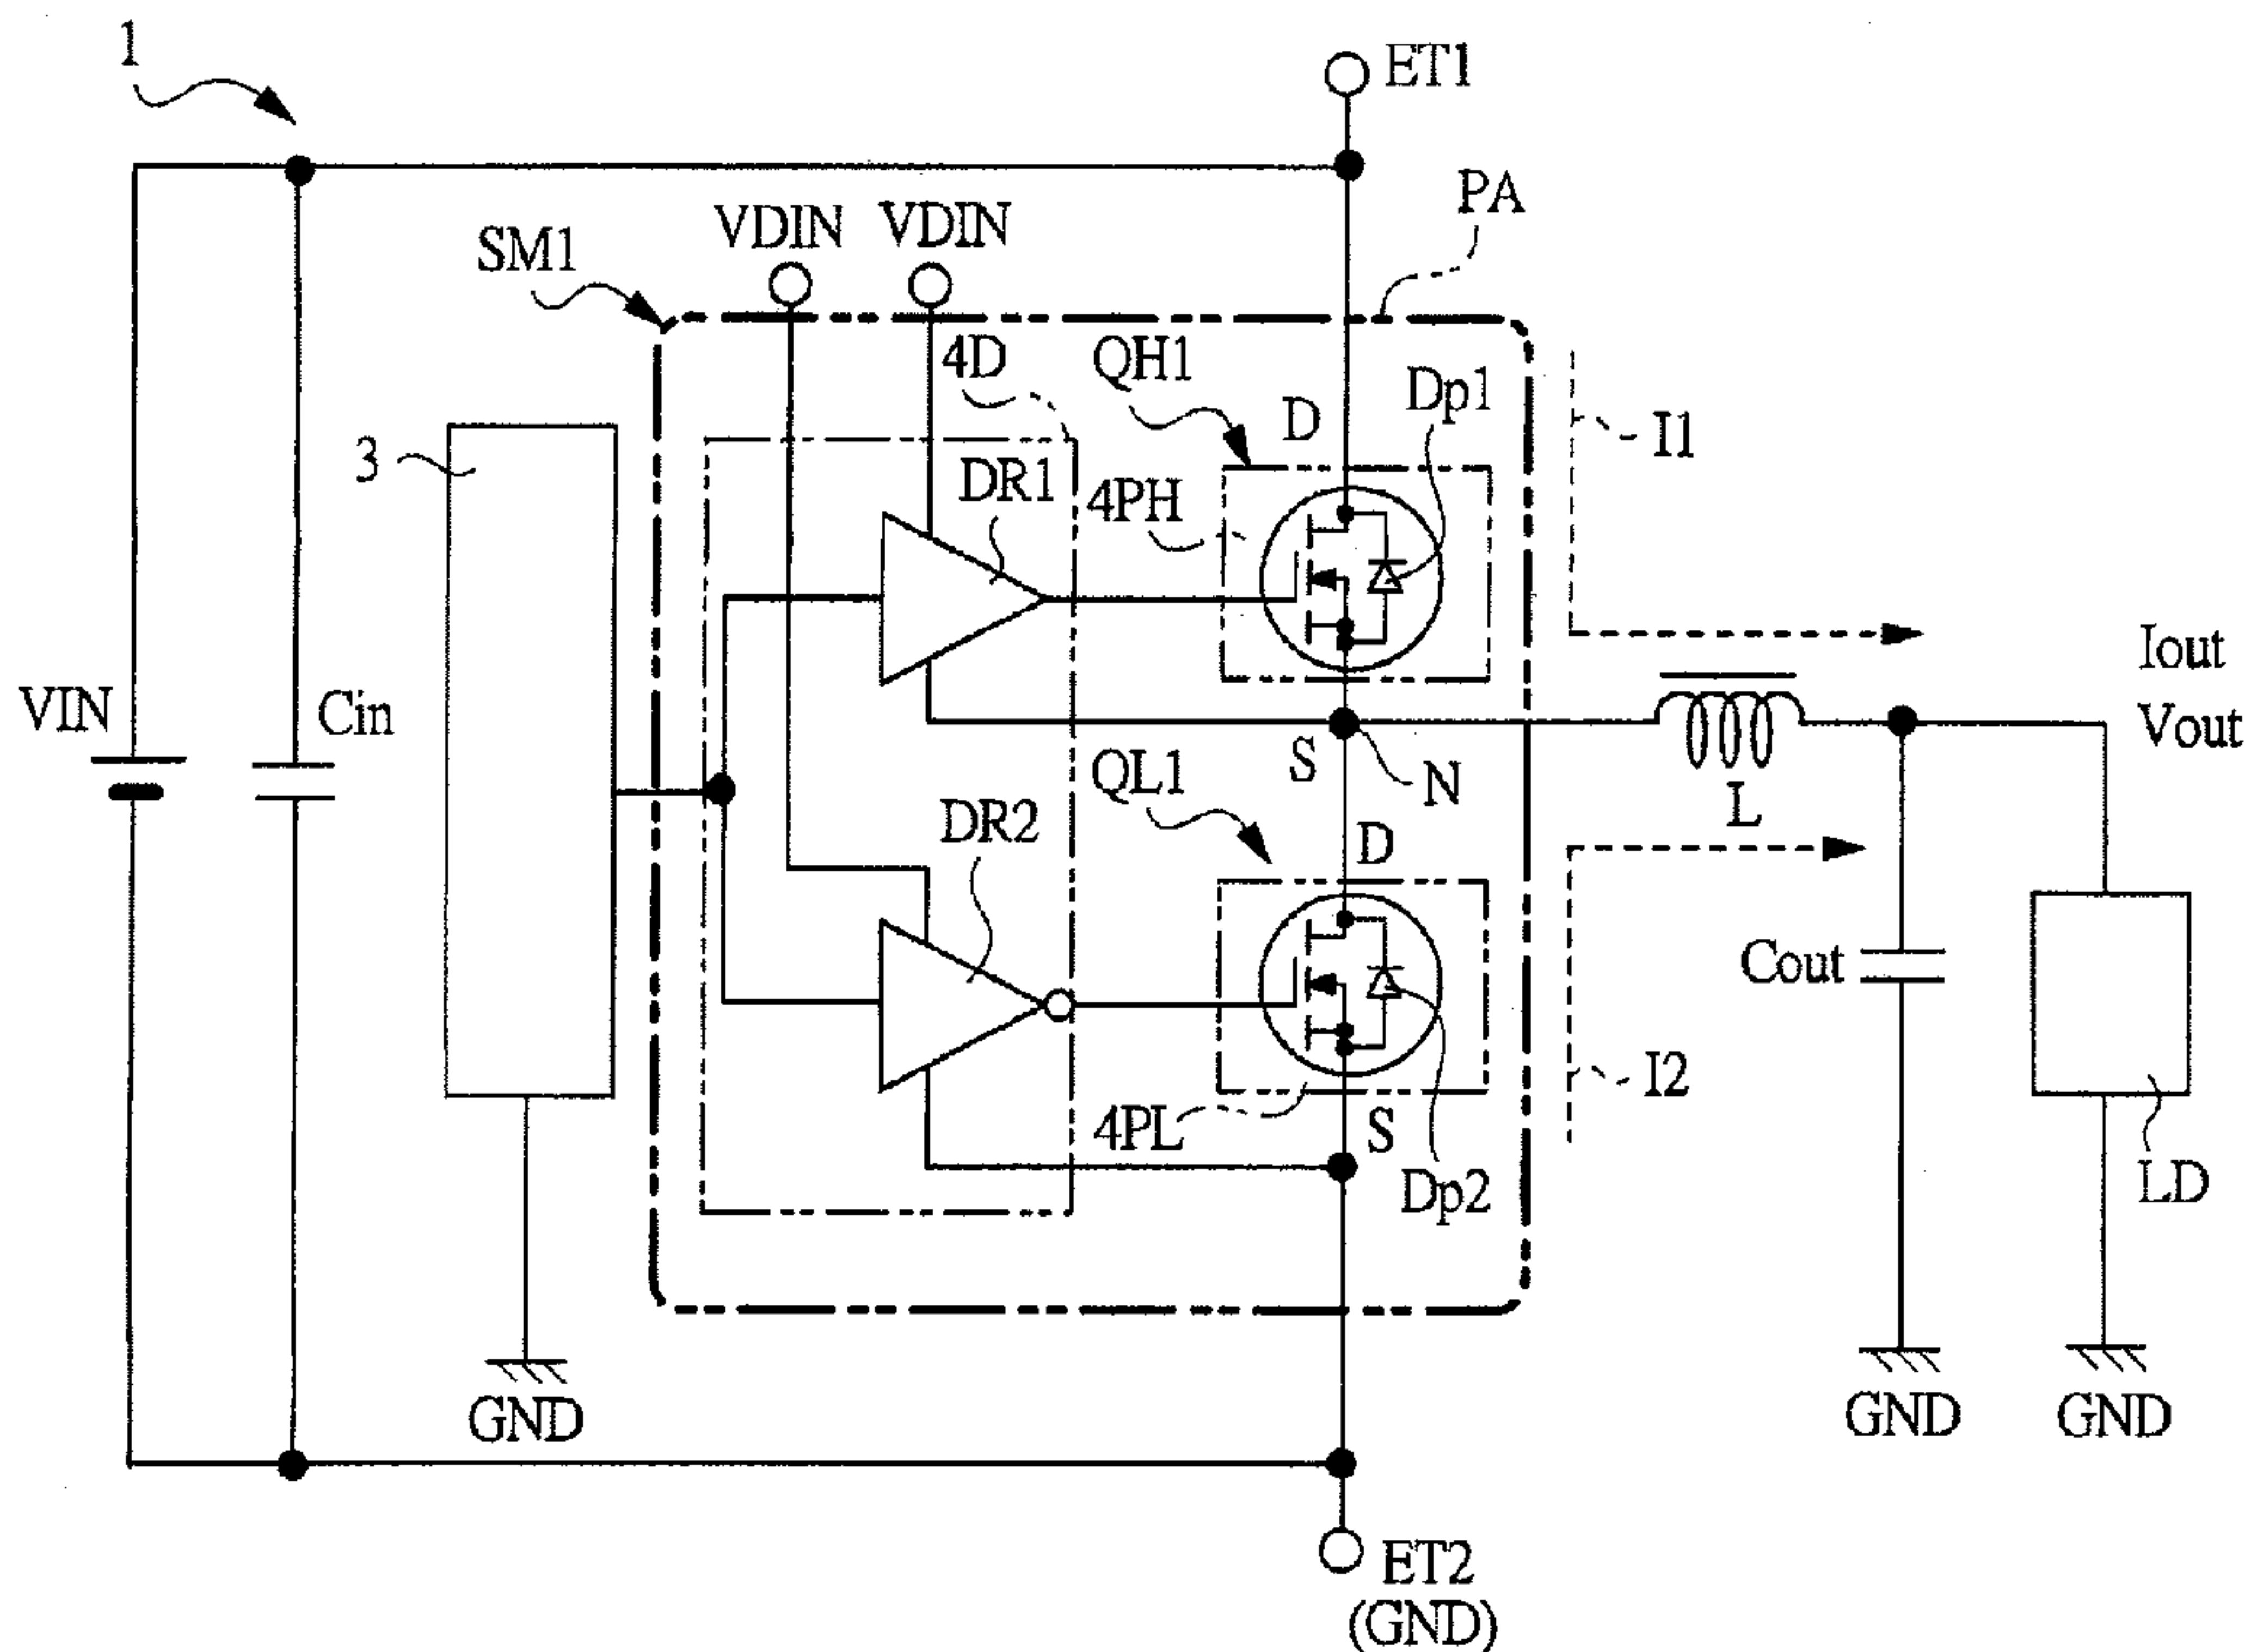 1
ET1
PA
VDIN
VDIN
SM1
4D
QH1
Dp1
D
I1
3
DR1
4PH
Iout
Vout
VIN
Cin
S
N
L
QL1
DR2
D
Cout
I2
4PL
S
Dp2
LD
GND
GND
GND
ET2
(GND)